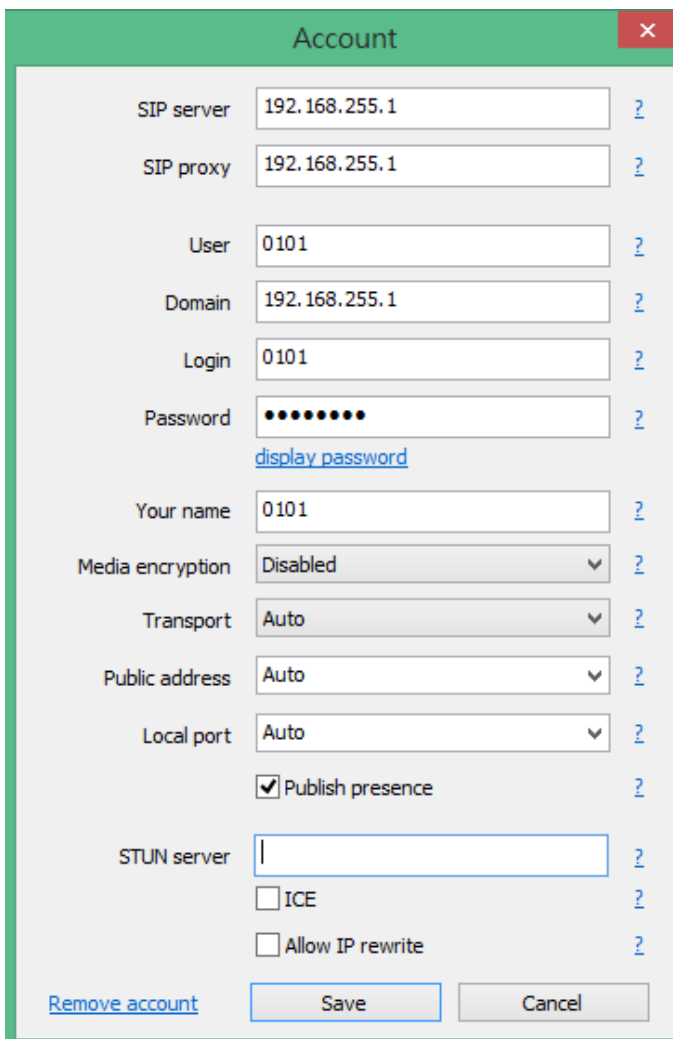 Account
SIP server 192.168.255.1 ?
SIP proxy 192.168.255.1 ?
User 0101 ?
Domain 192.168.255.1 ?
Login 0101 ?
Password •••••••• ?
display password
Your name 0101 ?
Media encryption Disabled ?
Transport Auto ?
Public address Auto ?
Local port Auto ?
Publish presence ?
STUN server ?
ICE ?
Allow IP rewrite ?
Remove account Save Cancel